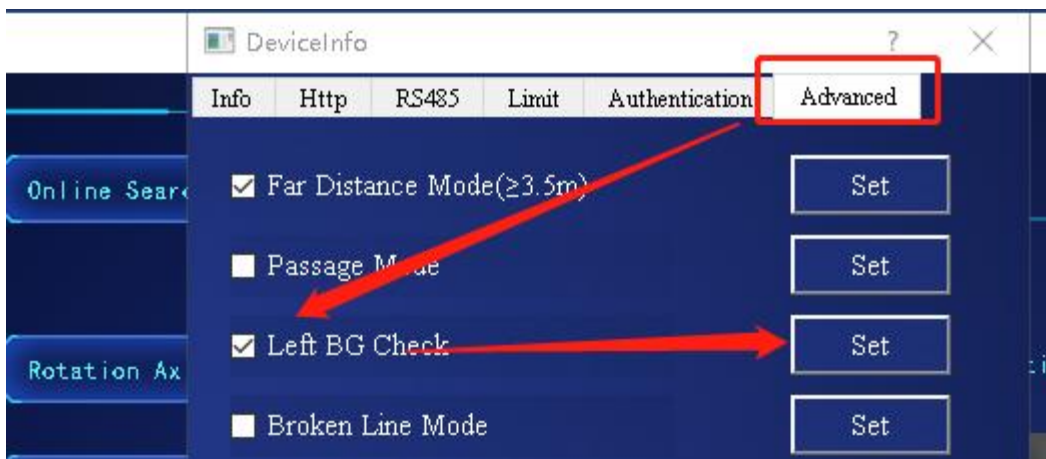 DeviceInfo ?
Info Http RS485 Limit Authentication Advanced
Online Sear
Far Distance Mode(≥3.5m) Set
Passage Mode Set
Left BG Check Set
Rotation Ax
Broken Line Mode Set